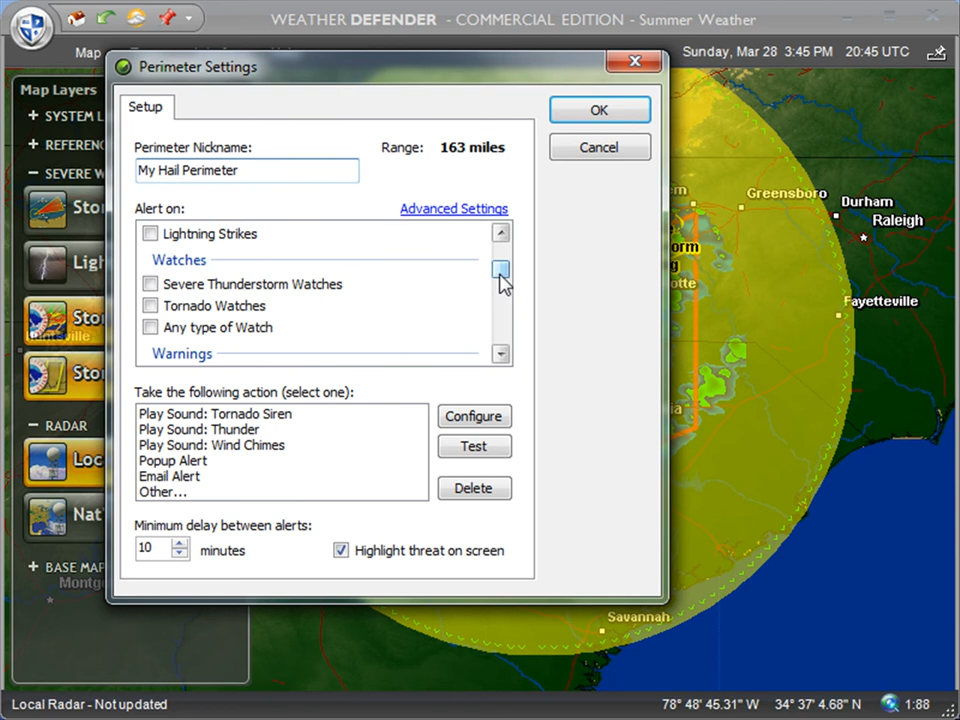 WEATHER DEFENDER - COMMERCIAL EDITION - Summer Weather
Map
Sunday, Mar 28 3:45 PM 20:45 UTC
Perimeter Settings
Map Layers
Setup
OK
+ SYSTEM L
Perimeter Nickname:
Range: 163 miles
Cancel
+ REFERENC
My Hail Perimeter
− SEVERE W
Greensboro
Durham
Raleigh
Sto
Alert on:
Advanced Settings
Lightning Strikes
Watches
Ligh
Severe Thunderstorm Watches
Tornado Watches
Fayetteville
Sto
Any type of Watch
Warnings
Sto
Take the following action (select one):
Play Sound: Tornado Siren
Configure
Play Sound: Thunder
− RADAR
Play Sound: Wind Chimes
Test
Loc
Popup Alert
Email Alert
Delete
Other...
Nat
Minimum delay between alerts:
10 minutes
Highlight threat on screen
+ BASE MAP
Montg
Savannah
Local Radar - Not updated
78° 48' 45.31" W 34° 37' 4.68" N
1:88